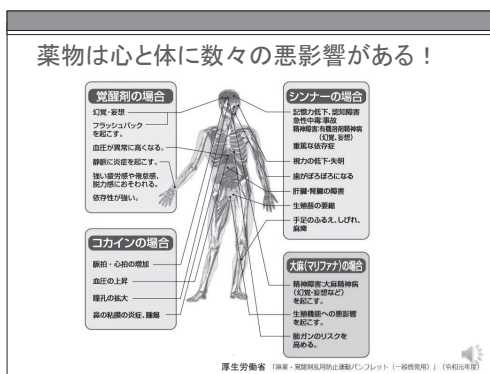 薬物は心と体に数々の悪影響がある！
覚醒剤の場合
幻覚・妄想
フラッシュバック
を起こす。
血圧が異常に高くなる。
静脈に炎症を起こす。
強い疲労感や倦怠感、
脱力感におそわれる。
依存性が強い。
コカインの場合
脈拍・心拍の増加
血圧の上昇
瞳孔の拡大
鼻の粘膜の炎症、腫瘍
シンナーの場合
記憶力低下、認知障害
急性中毒:事故
精神障害:有機溶剤精神病
(幻覚、妄想)
重篤な依存症
視力の低下・失明
歯がぼろぼろになる
肝臓・腎臓の障害
生殖器の萎縮
手足のふるえ、しびれ、
麻痺
大麻(マリファナ)の場合
精神障害:大麻精神病
(幻覚・妄想など)
を起こす。
生殖機能への悪影響
を起こす。
肺ガンのリスクを
高める。
厚生労働省 「麻薬・覚醒剤乱用防止運動パンフレット（一般啓発用）」（令和元年度）